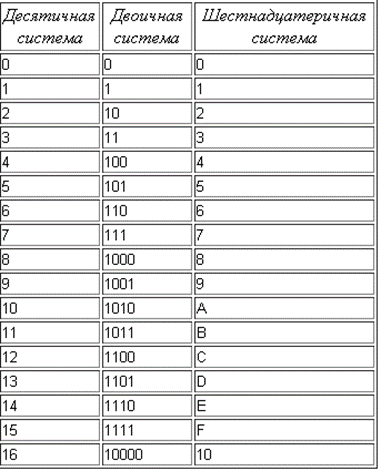 Десятичная система Двоичная система Шестнадцатеричная система
0 0 0
1 1 1
2 10 2
3 11 3
4 100 4
5 101 5
6 110 6
7 111 7
8 1000 8
9 1001 9
10 1010 A
11 1011 B
12 1100 C
13 1101 D
14 1110 E
15 1111 F
16 10000 10